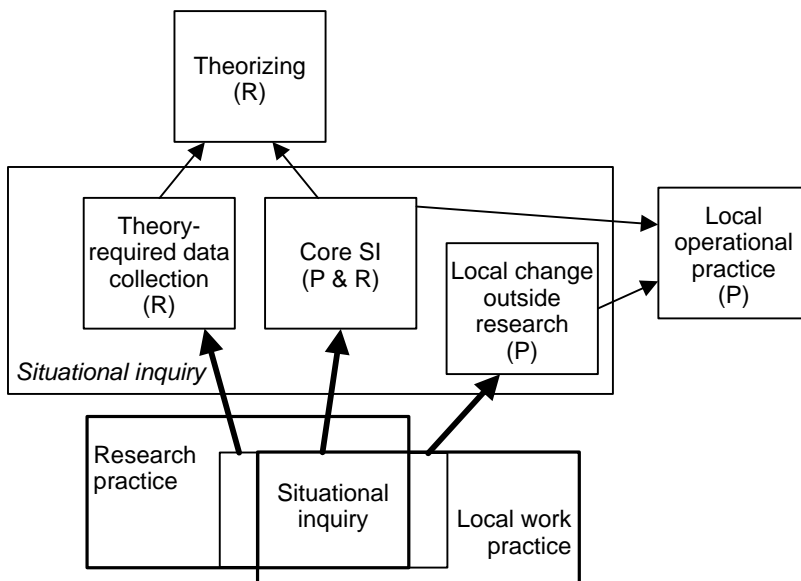 Theorizing
(R)
Theory-
required data
collection
(R)
Core SI
(P & R)
Local change
outside
research
(P)
Local
operational
practice
(P)
Situational inquiry
Research
practice
Situational
inquiry
Local work
practice